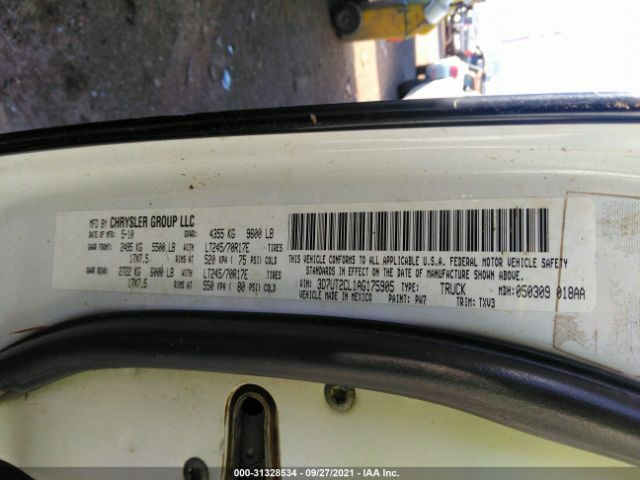 MFD BY CHRYSLER GROUP LLC
DATE OF MFR 5-10 GVWR: 4355 KG 9600 LB
GAWR FRONT: 2495 KG 5500 LB WITH: LT245/70R17E TIRES
17X7.5 RIMS AT 520 KPA ( 75 PSI) COLD
GAWR REAR: 2722 KG 6000 LB WITH: LT245/70R17E TIRES
17X7.5 RIMS AT 550 KPA ( 80 PSI) COLD
THIS VEHICLE CONFORMS TO ALL APPLICABLE U.S.A. FEDERAL MOTOR VEHICLE SAFETY
STANDARDS IN EFFECT ON THE DATE OF MANUFACTURE SHOWN ABOVE.
VIN: 3D7UT2CL1AG175905 TYPE: TRUCK MDH: 050309 018AA
VEHICLE MADE IN MEXICO PAINT: PW7 TRIM: TXV3
000-31328534 / 09/27/2021 - IAA Inc.